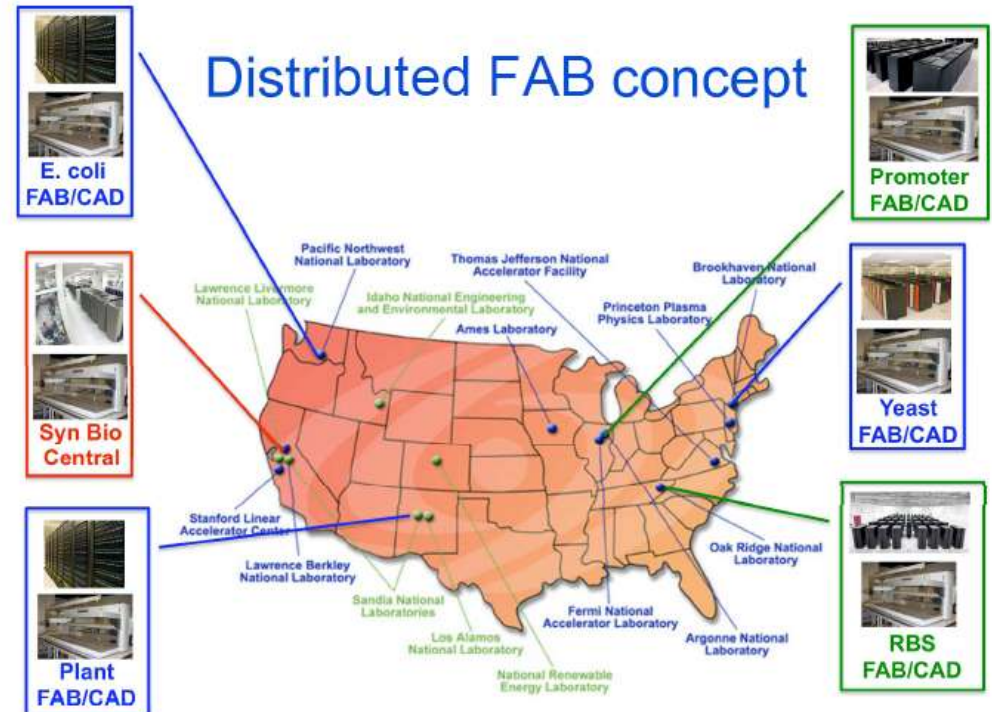 Distributed FAB concept
E. coli
FAB/CAD
Promoter
FAB/CAD
Syn Bio
Central
Yeast
FAB/CAD
Plant
FAB/CAD
RBS
FAB/CAD
Pacific Northwest
National Laboratory
Lawrence Livermore
National Laboratory
Idaho National Engineering
and Environmental Laboratory
Thomas Jefferson National
Accelerator Facility
Ames Laboratory
Brookhaven National
Laboratory
Princeton Plasma
Physics Laboratory
Stanford Linear
Accelerator Center
Lawrence Berkley
National Laboratory
Sandia National
Laboratories
Los Alamos
National Laboratory
National Renewable
Energy Laboratory
Fermi National
Accelerator Laboratory
Argonne National
Laboratory
Oak Ridge National
Laboratory